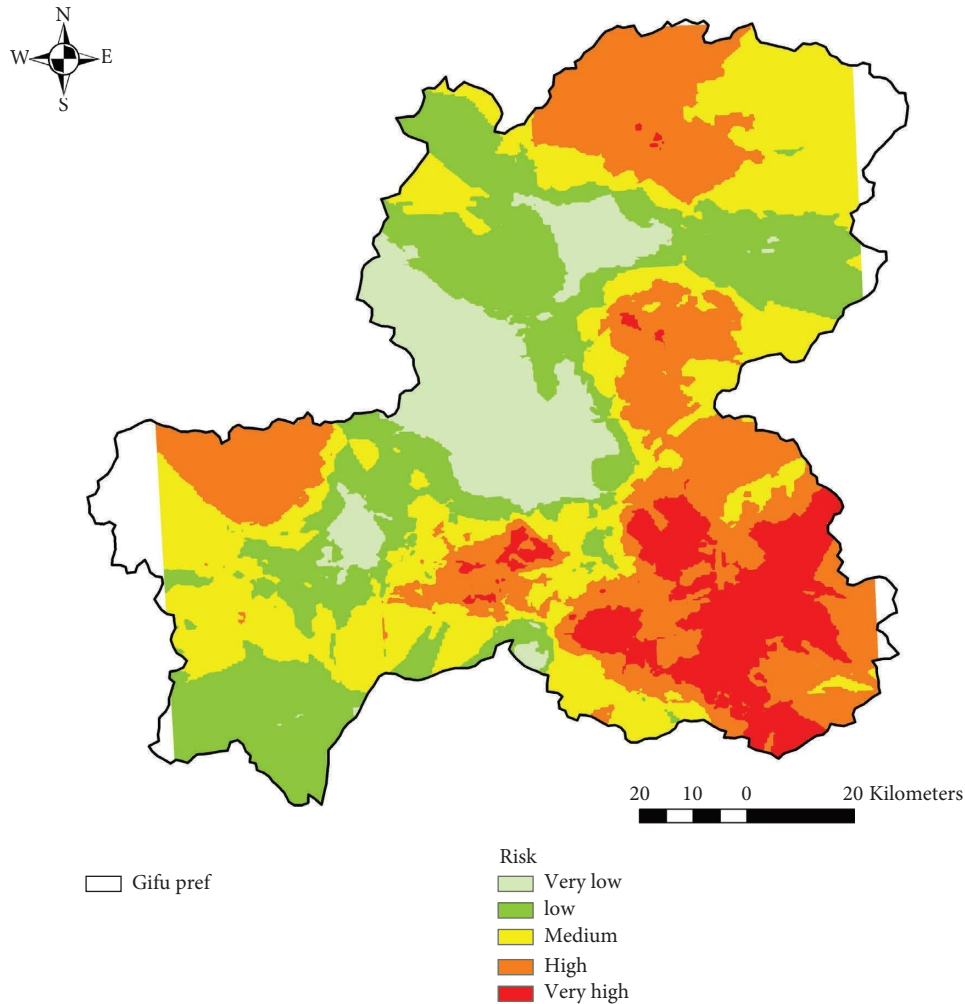 N
W E
S
20 10 0 20 Kilometers
Risk
Gifu pref
Very low
low
Medium
High
Very high